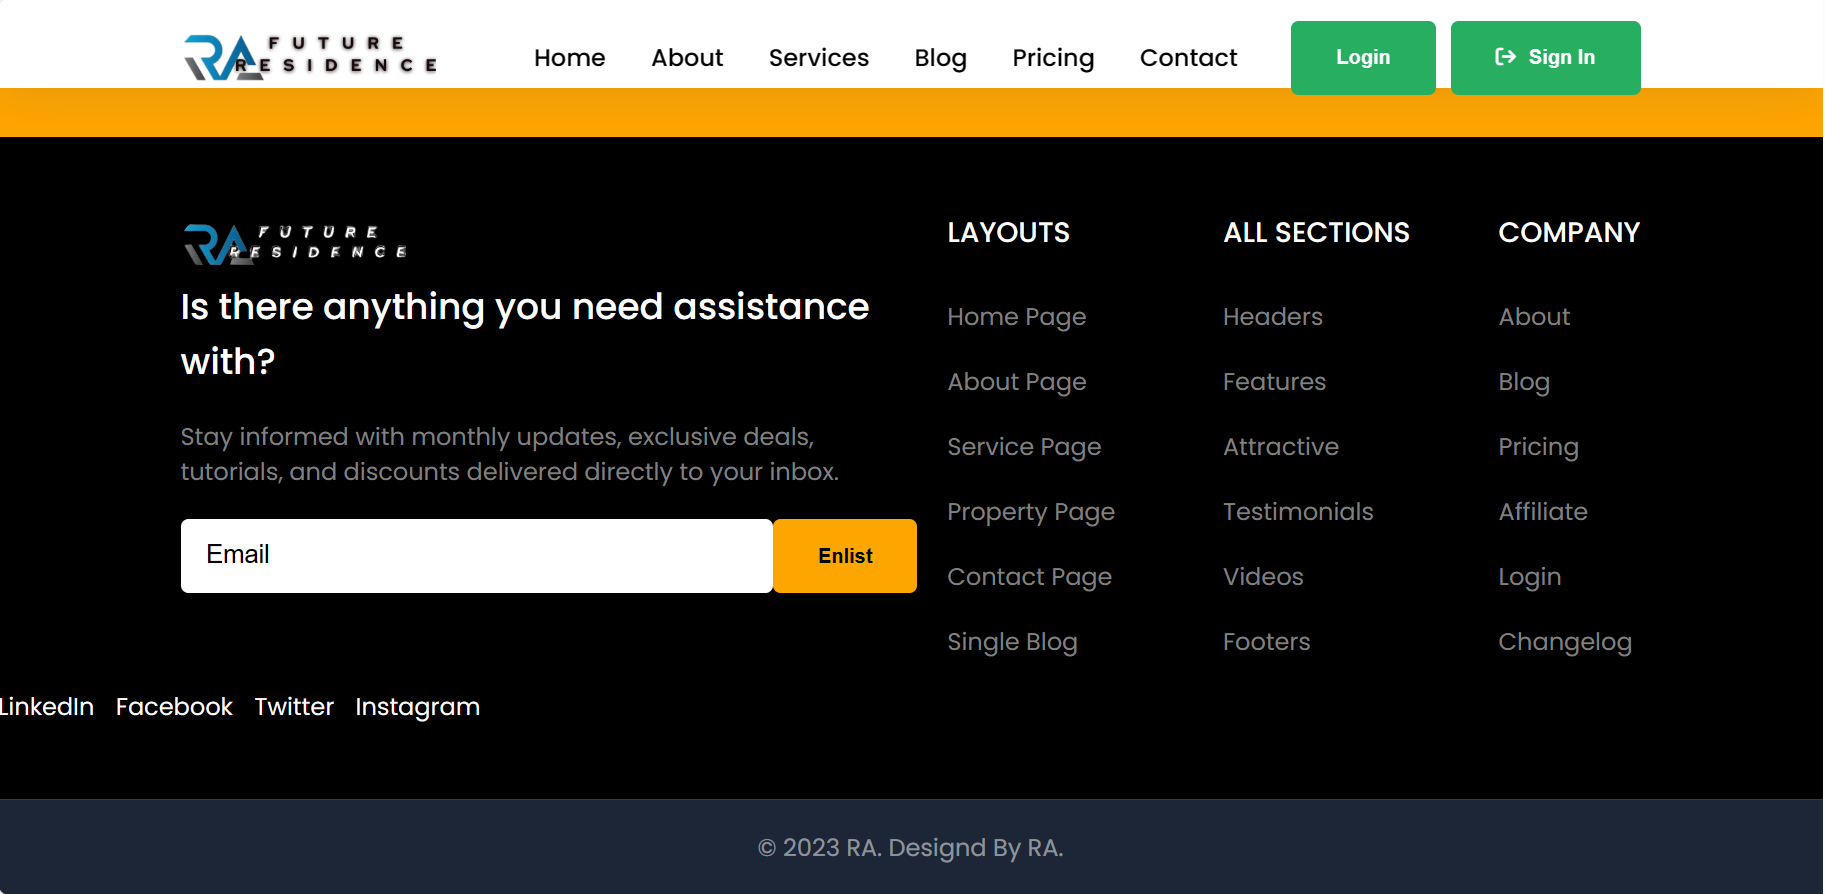 RA FUTURE
RESIDENCE
Home About Services Blog Pricing Contact Login Sign In
RA FUTURE
RESIDENCE
Is there anything you need assistance
with?
Stay informed with monthly updates, exclusive deals,
tutorials, and discounts delivered directly to your inbox.
Email Enlist
LAYOUTS
Home Page
About Page
Service Page
Property Page
Contact Page
Single Blog
ALL SECTIONS
Headers
Features
Attractive
Testimonials
Videos
Footers
COMPANY
About
Blog
Pricing
Affiliate
Login
Changelog
LinkedIn Facebook Twitter Instagram
© 2023 RA. Designd By RA.